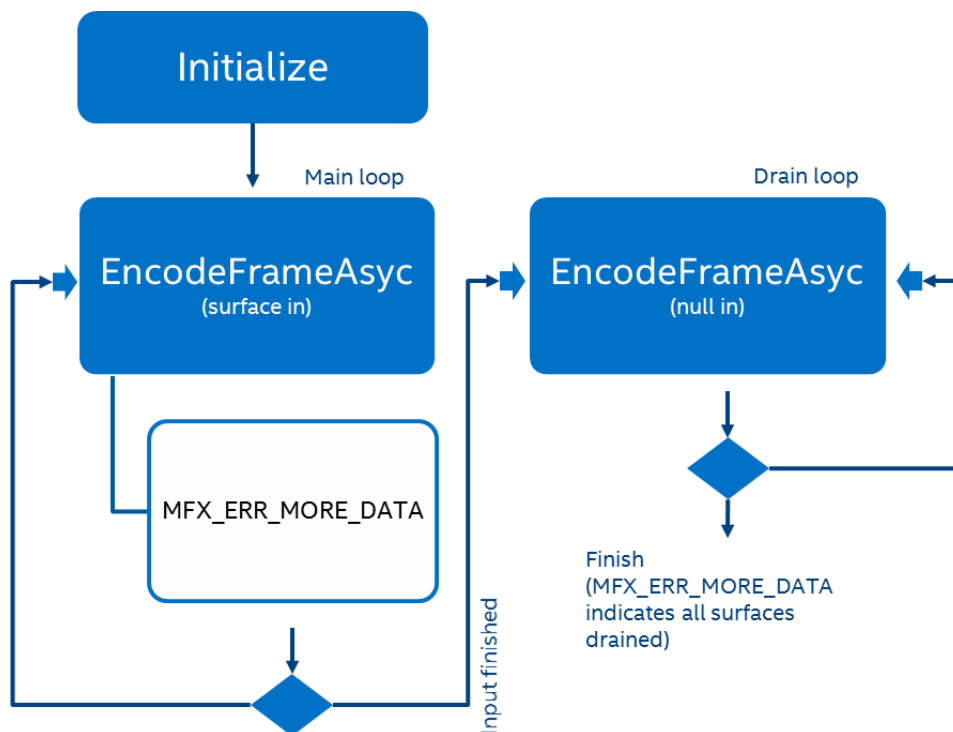 Initialize
Main loop
EncodeFrameAsyc
(surface in)
MFX_ERR_MORE_DATA
Input finished
Drain loop
EncodeFrameAsyc
(null in)
Finish
(MFX_ERR_MORE_DATA
indicates all surfaces
drained)